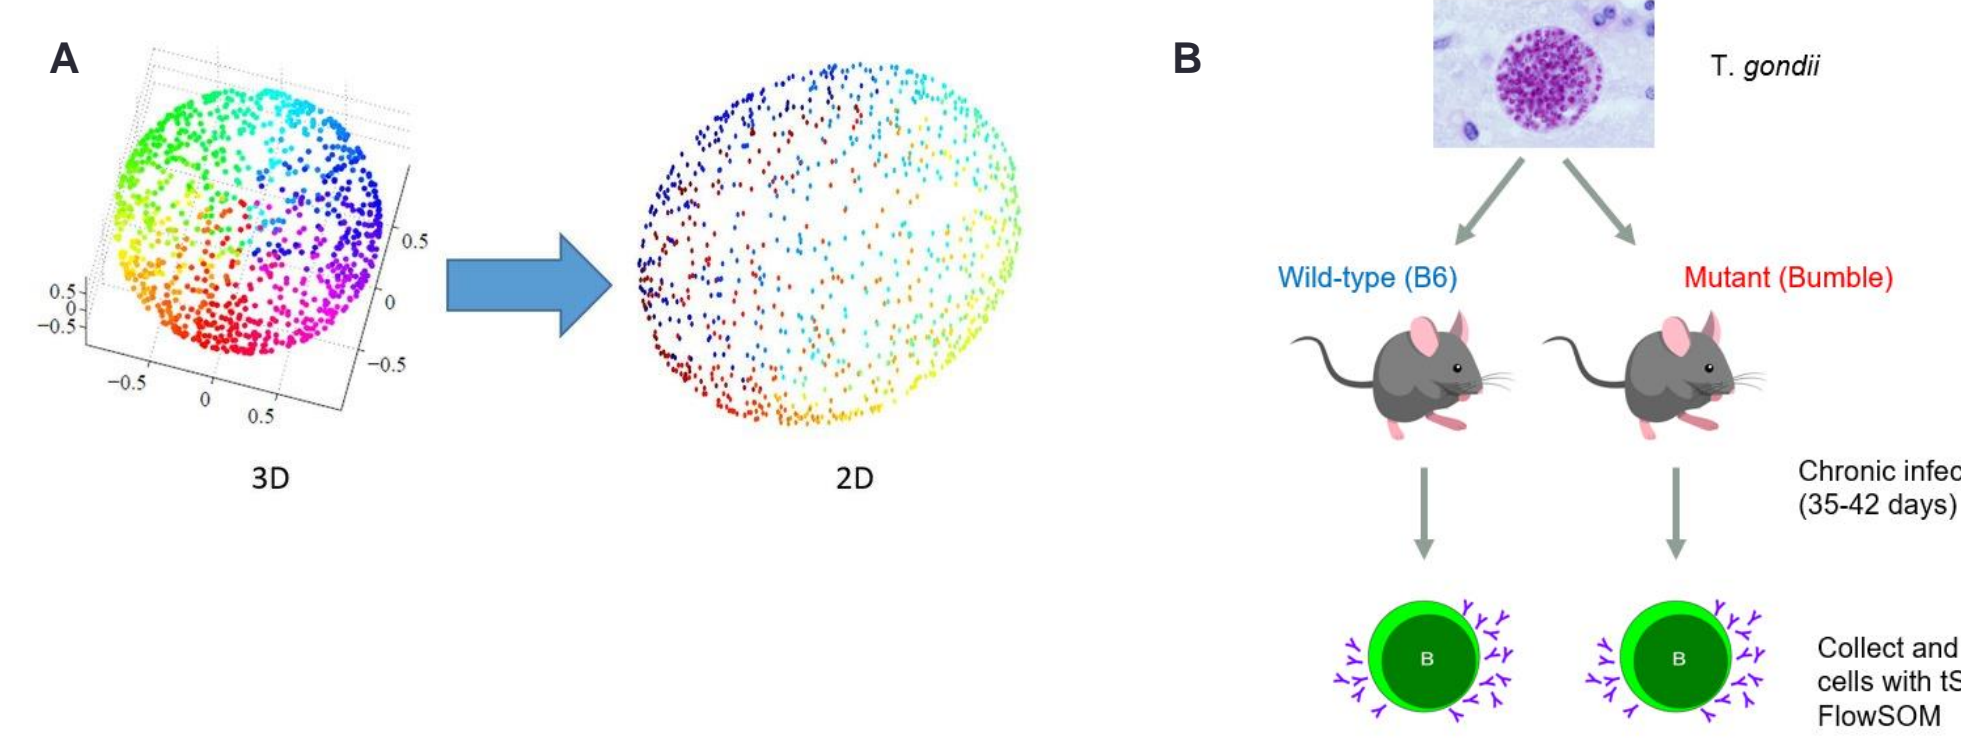 A
0.5
0
−0.5
−0.5
0
0.5
0.5
0
−0.5
3D
2D
B
T. gondii
Wild-type (B6)
Mutant (Bumble)
Chronic infec
(35-42 days)
B
B
Collect and
cells with tS
FlowSOM